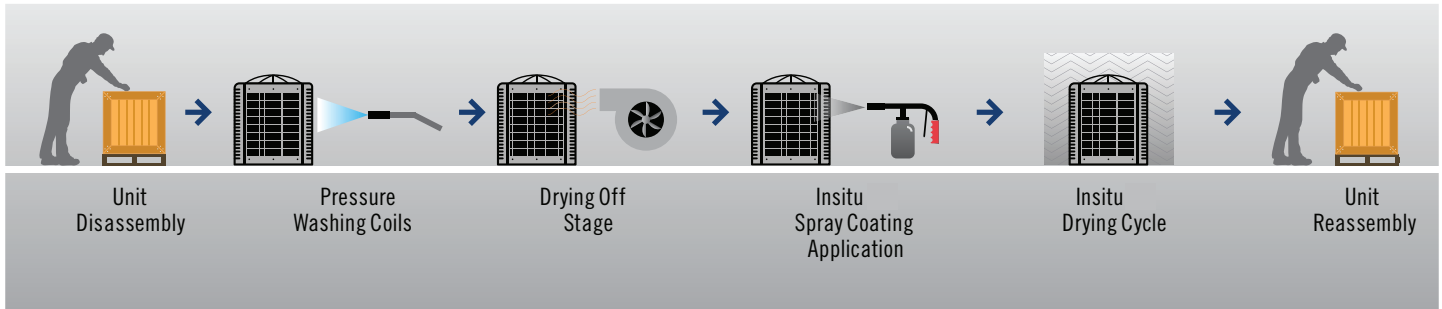 Unit
Disassembly
Pressure
Washing Coils
Drying Off
Stage
Insitu
Spray Coating
Application
Insitu
Drying Cycle
Unit
Reassembly